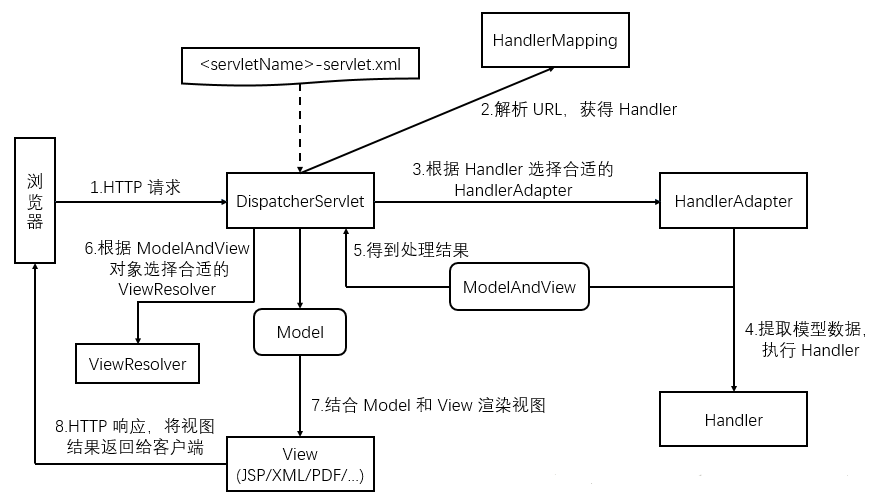 HandlerMapping
<servletName>-servlet.xml
2.解析 URL，获得 Handler
浏
览
器
1.HTTP 请求
DispatcherServlet
3.根据 Handler 选择合适的
HandlerAdapter
HandlerAdapter
6.根据 ModelAndView
对象选择合适的
ViewResolver
5.得到处理结果
ModelAndView
Model
4.提取模型数据，
执行 Handler
ViewResolver
7.结合 Model 和 View 渲染视图
Handler
8.HTTP 响应，将视图
结果返回给客户端
View
(JSP/XML/PDF/...)